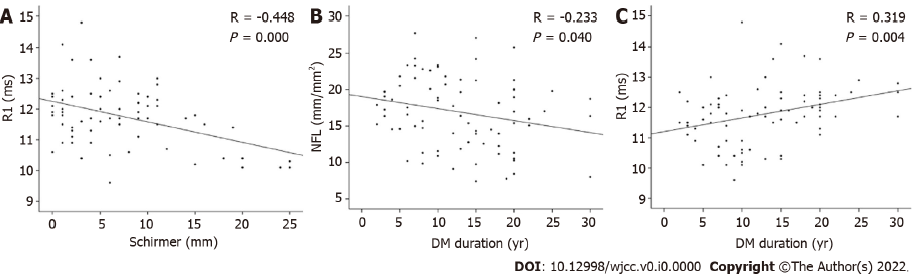 A
R = -0.448
P = 0.000
15
14
13
12
11
10
9
R1 (ms)
0 5 10 15 20 25
Schirmer (mm)
B
R = -0.233
P = 0.040
30
25
20
15
10
5
NFL (mm/mm²)
0 5 10 15 20 25 30
DM duration (yr)
C
R = 0.319
P = 0.004
15
14
13
12
11
10
9
R1 (ms)
0 5 10 15 20 25 30
DM duration (yr)
DOI: 10.12998/wjcc.v0.i0.0000 Copyright ©The Author(s) 2022.